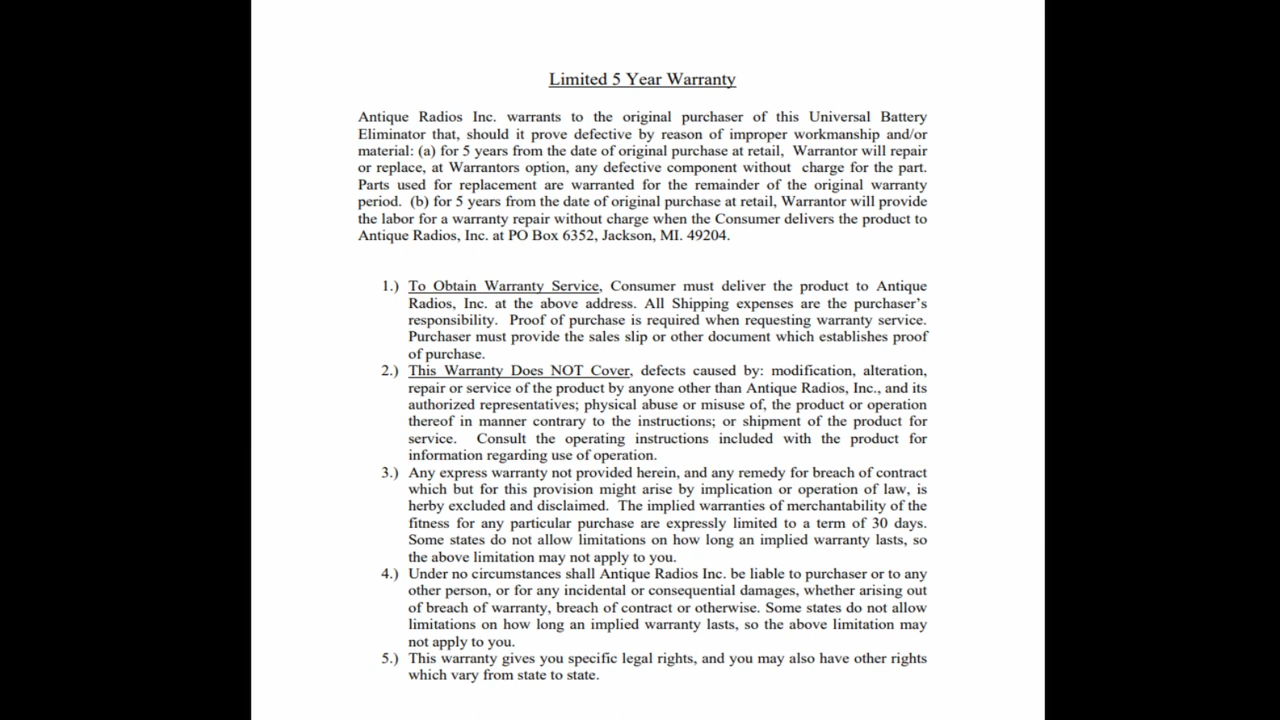 Limited 5 Year Warranty
Antique Radios Inc. warrants to the original purchaser of this Universal Battery
Eliminator that, should it prove defective by reason of improper workmanship and/or
material: (a) for 5 years from the date of original purchase at retail, Warrantor will repair
or replace, at Warrantors option, any defective component without charge for the part.
Parts used for replacement are warranted for the remainder of the original warranty
period. (b) for 5 years from the date of original purchase at retail, Warrantor will provide
the labor for a warranty repair without charge when the Consumer delivers the product to
Antique Radios, Inc. at PO Box 6352, Jackson, MI. 49204.
1.) To Obtain Warranty Service, Consumer must deliver the product to Antique
Radios, Inc. at the above address. All Shipping expenses are the purchaser's
responsibility. Proof of purchase is required when requesting warranty service.
Purchaser must provide the sales slip or other document which establishes proof
of purchase.
2.) This Warranty Does NOT Cover, defects caused by: modification, alteration,
repair or service of the product by anyone other than Antique Radios, Inc., and its
authorized representatives; physical abuse or misuse of, the product or operation
thereof in manner contrary to the instructions; or shipment of the product for
service. Consult the operating instructions included with the product for
information regarding use of operation.
3.) Any express warranty not provided herein, and any remedy for breach of contract
which but for this provision might arise by implication or operation of law, is
herby excluded and disclaimed. The implied warranties of merchantability of the
fitness for any particular purchase are expressly limited to a term of 30 days.
Some states do not allow limitations on how long an implied warranty lasts, so
the above limitation may not apply to you.
4.) Under no circumstances shall Antique Radios Inc. be liable to purchaser or to any
other person, or for any incidental or consequential damages, whether arising out
of breach of warranty, breach of contract or otherwise. Some states do not allow
limitations on how long an implied warranty lasts, so the above limitation may
not apply to you.
5.) This warranty gives you specific legal rights, and you may also have other rights
which vary from state to state.